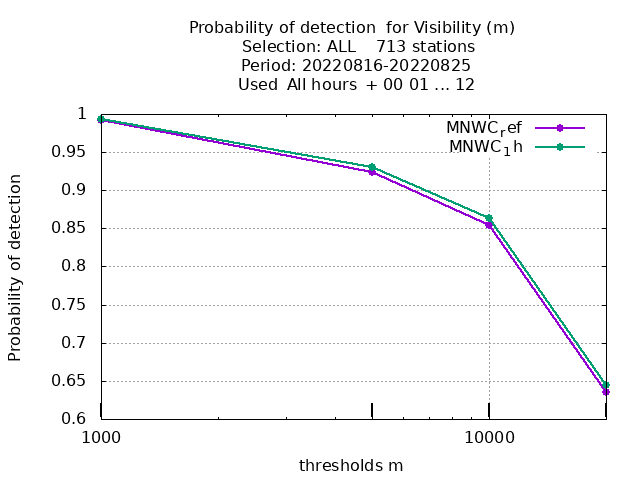 Probability of detection  for Visibility (m)
Selection: ALL    713 stations
Period: 20220816-20220825
Used  All hours  + 00 01 ... 12
MNWCref
MNWC1h
Probability of detection
1
0.95
0.9
0.85
0.8
0.75
0.7
0.65
0.6
1000
10000
thresholds m